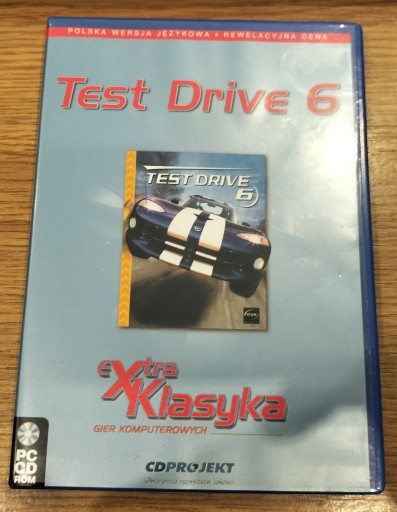 POLSKA WERSJA JĘZYKOWA • REWELACYJNA CENA
Test Drive 6
TEST DRIVE
6
eXtra
Klasyka
GIER KOMPUTEROWYCH
PC
CD
ROM
CDPROJEKT